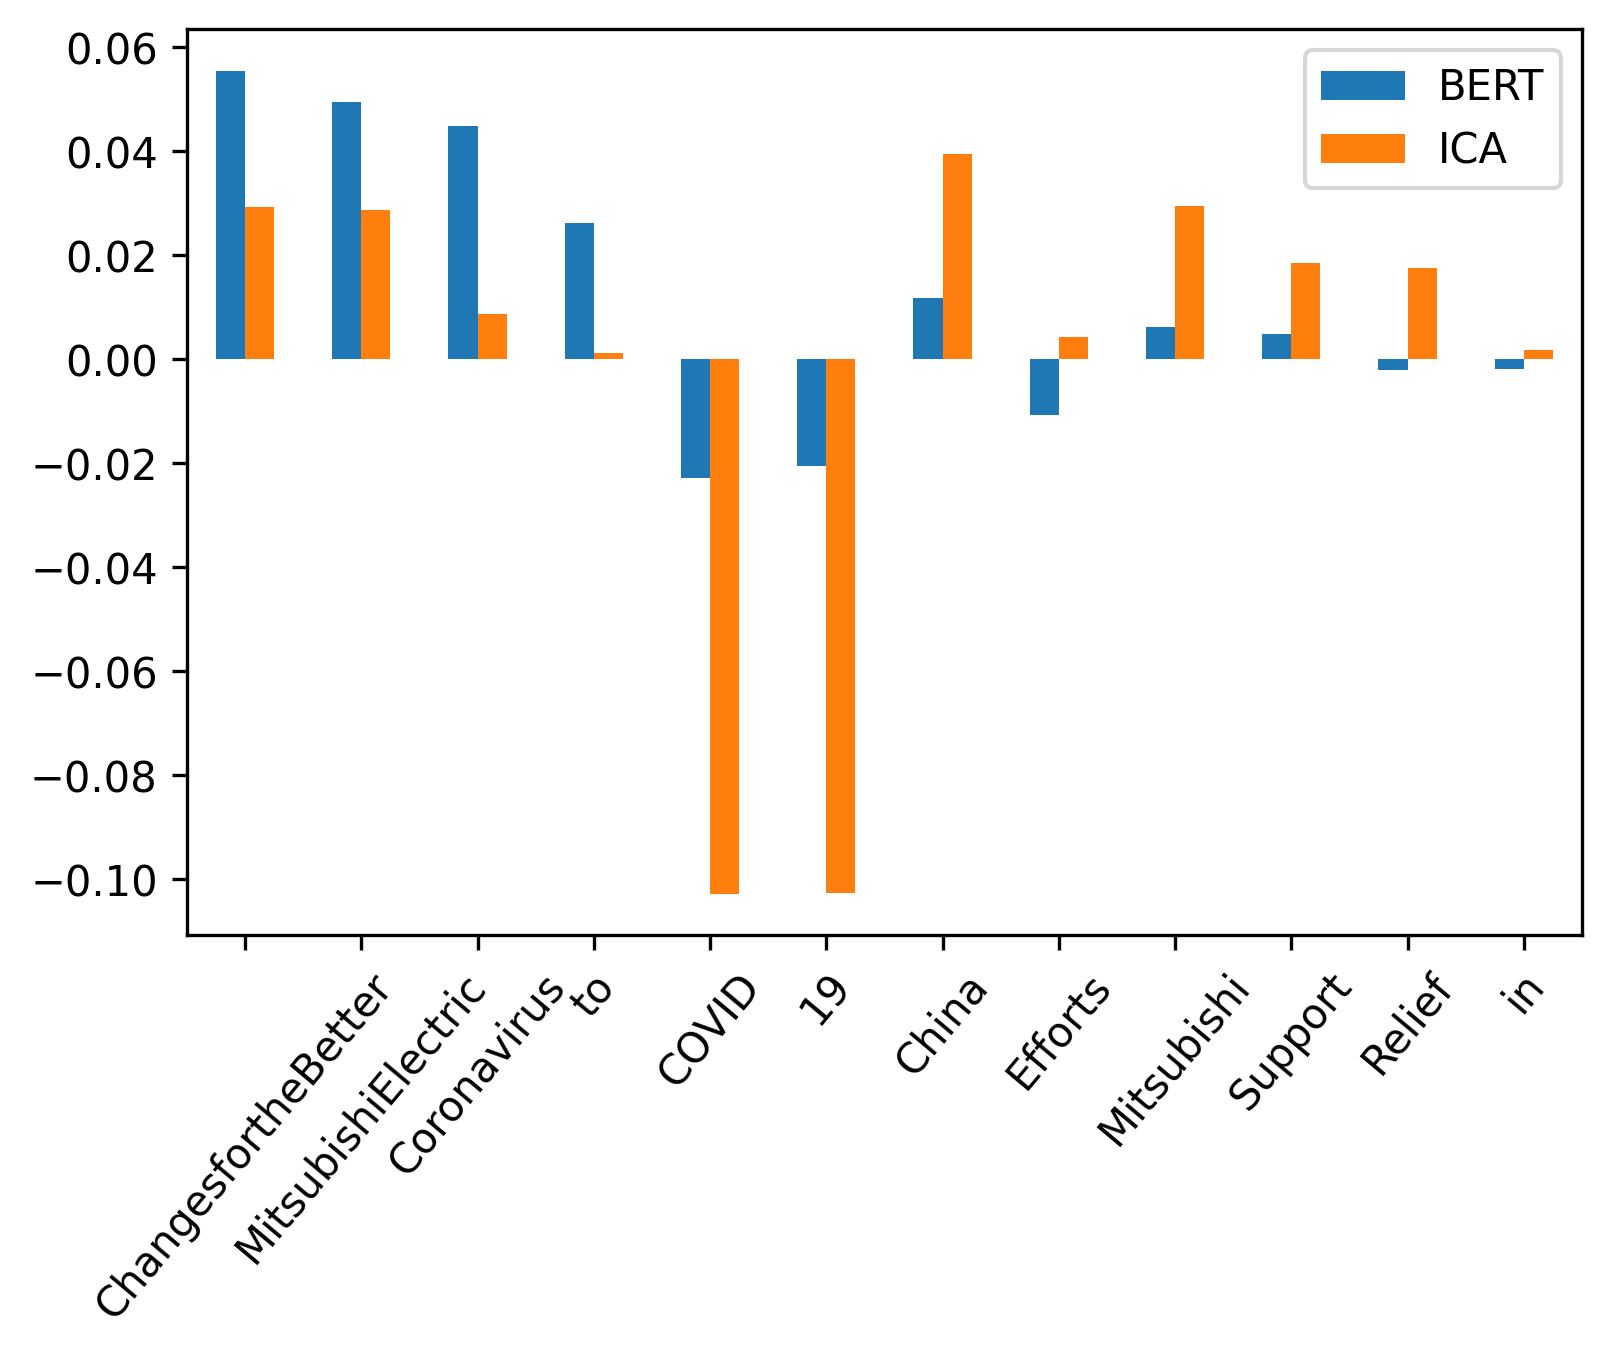 0.06
0.04
0.02
0.00
−0.02
−0.04
−0.06
−0.08
−0.10
BERT
ICA
ChangesfortheBetter
MitsubishiElectric
Coronavirus
to
COVID
19
China
Efforts
Mitsubishi
Support
Relief
in